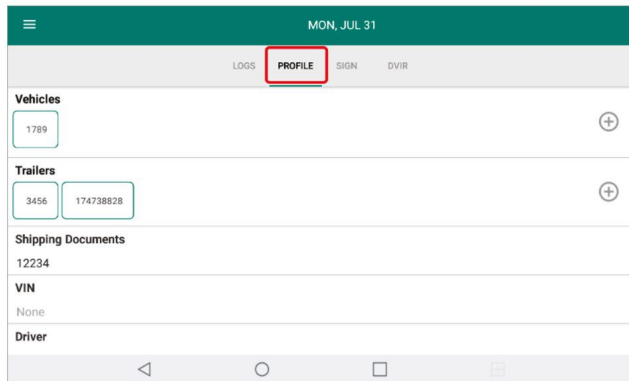 MON, JUL 31
LOGS PROFILE SIGN DVIR
Vehicles
1789
Trailers
3456 174738828
Shipping Documents
12234
VIN
None
Driver